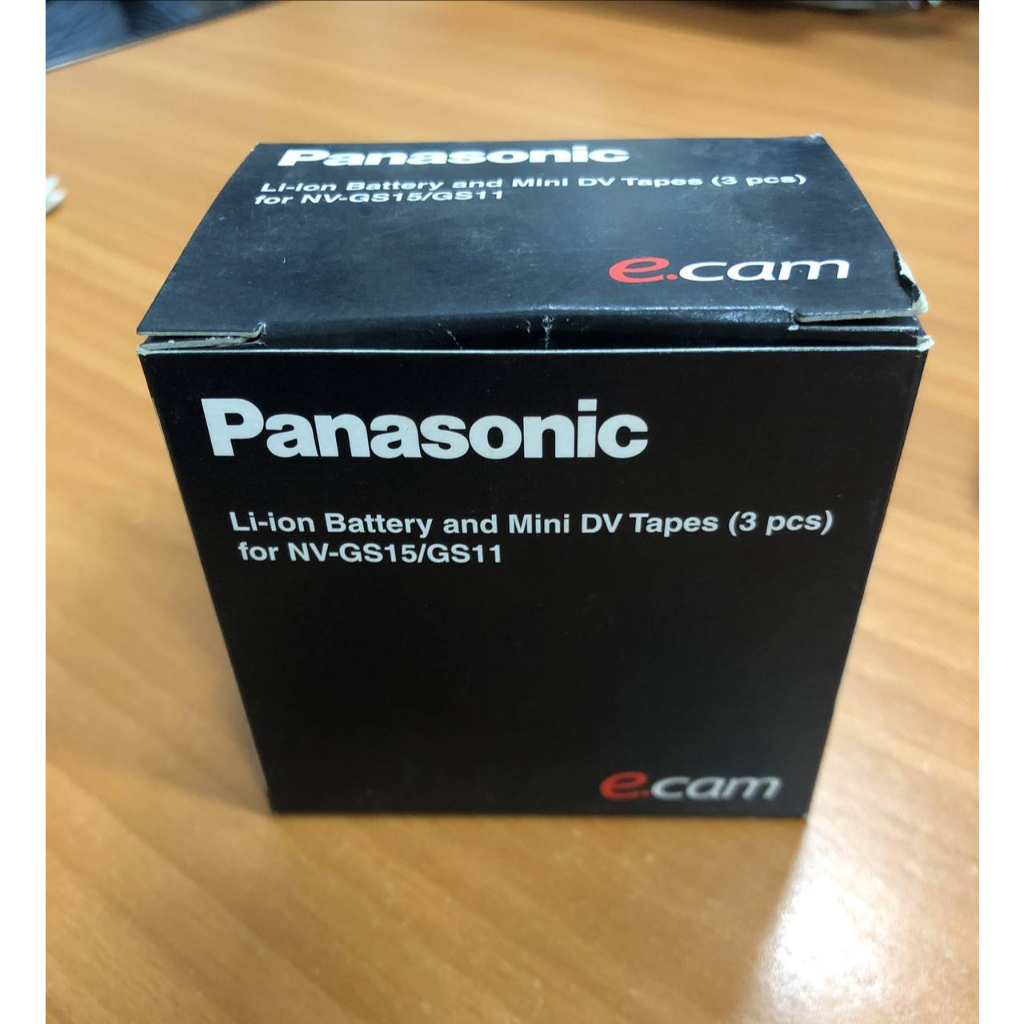 Panasonic
Li-Ion Battery and Mini DV Tapes (3 pcs)
for NV-GS15/GS11
e.cam
Panasonic
Li-ion Battery and Mini DV Tapes (3 pcs)
for NV-GS15/GS11
e.cam